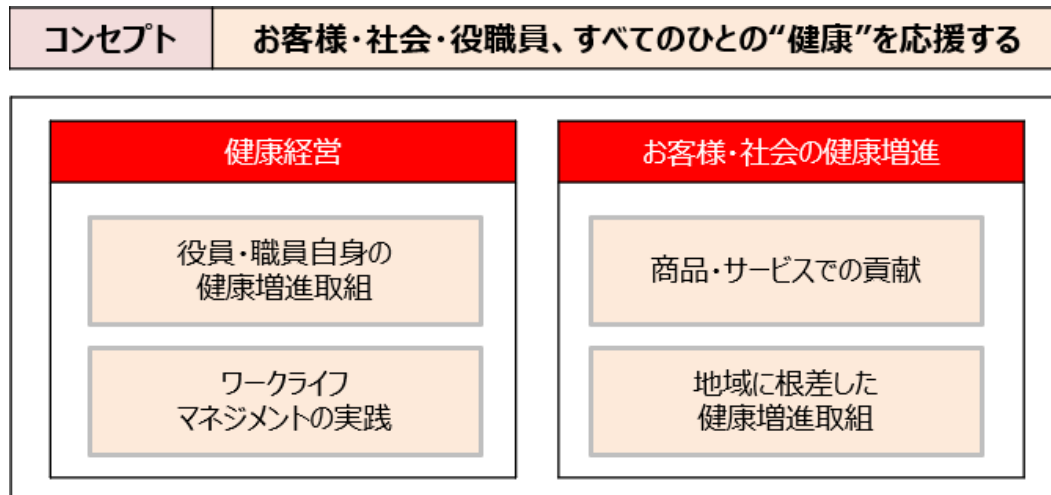 コンセプト
お客様・社会・役職員、すべてのひとの“健康”を応援する
健康経営
役員・職員自身の
健康増進取組
ワークライフ
マネジメントの実践
お客様・社会の健康増進
商品・サービスでの貢献
地域に根差した
健康増進取組